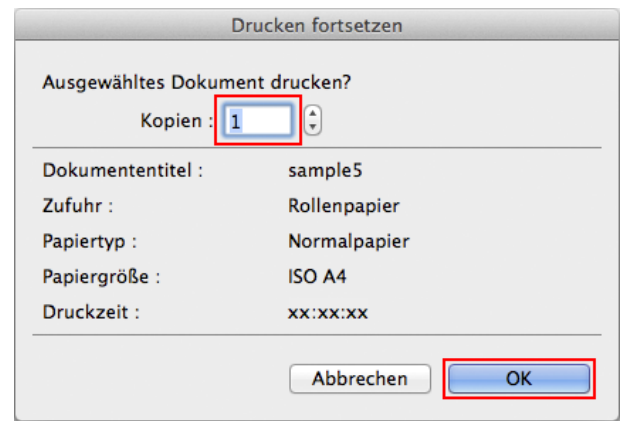 Drucken fortsetzen
Ausgewähltes Dokument drucken?
Kopien : 1
Dokumententitel : sample5
Zufuhr : Rollenpapier
Papiertyp : Normalpapier
Papiergröße : ISO A4
Druckzeit : xx:xx:xx
Abbrechen OK